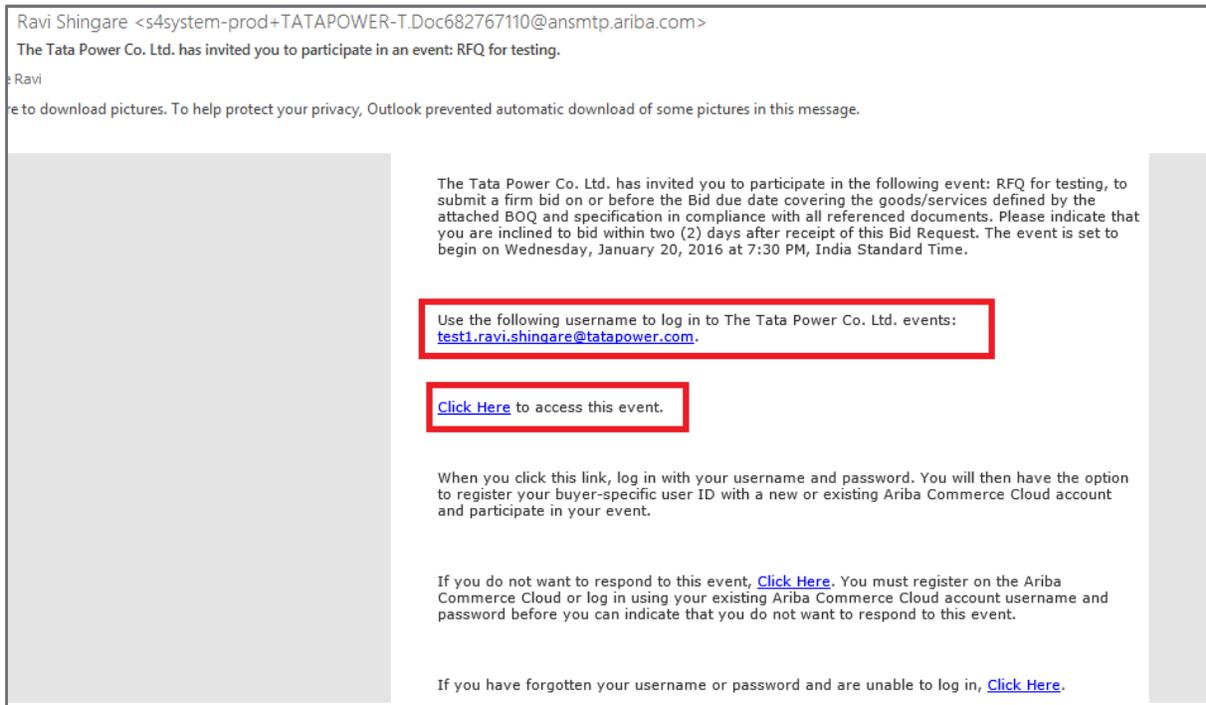 Ravi Shingare <s4system-prod+TATAPOWER-T.Doc682767110@ansmtp.ariba.com>
The Tata Power Co. Ltd. has invited you to participate in an event: RFQ for testing.
e Ravi
re to download pictures. To help protect your privacy, Outlook prevented automatic download of some pictures in this message.
The Tata Power Co. Ltd. has invited you to participate in the following event: RFQ for testing, to
submit a firm bid on or before the Bid due date covering the goods/services defined by the
attached BOQ and specification in compliance with all referenced documents. Please indicate that
you are inclined to bid within two (2) days after receipt of this Bid Request. The event is set to
begin on Wednesday, January 20, 2016 at 7:30 PM, India Standard Time.
Use the following username to log in to The Tata Power Co. Ltd. events:
test1.ravi.shingare@tatapower.com.
Click Here to access this event.
When you click this link, log in with your username and password. You will then have the option
to register your buyer-specific user ID with a new or existing Ariba Commerce Cloud account
and participate in your event.
If you do not want to respond to this event, Click Here. You must register on the Ariba
Commerce Cloud or log in using your existing Ariba Commerce Cloud account username and
password before you can indicate that you do not want to respond to this event.
If you have forgotten your username or password and are unable to log in, Click Here.